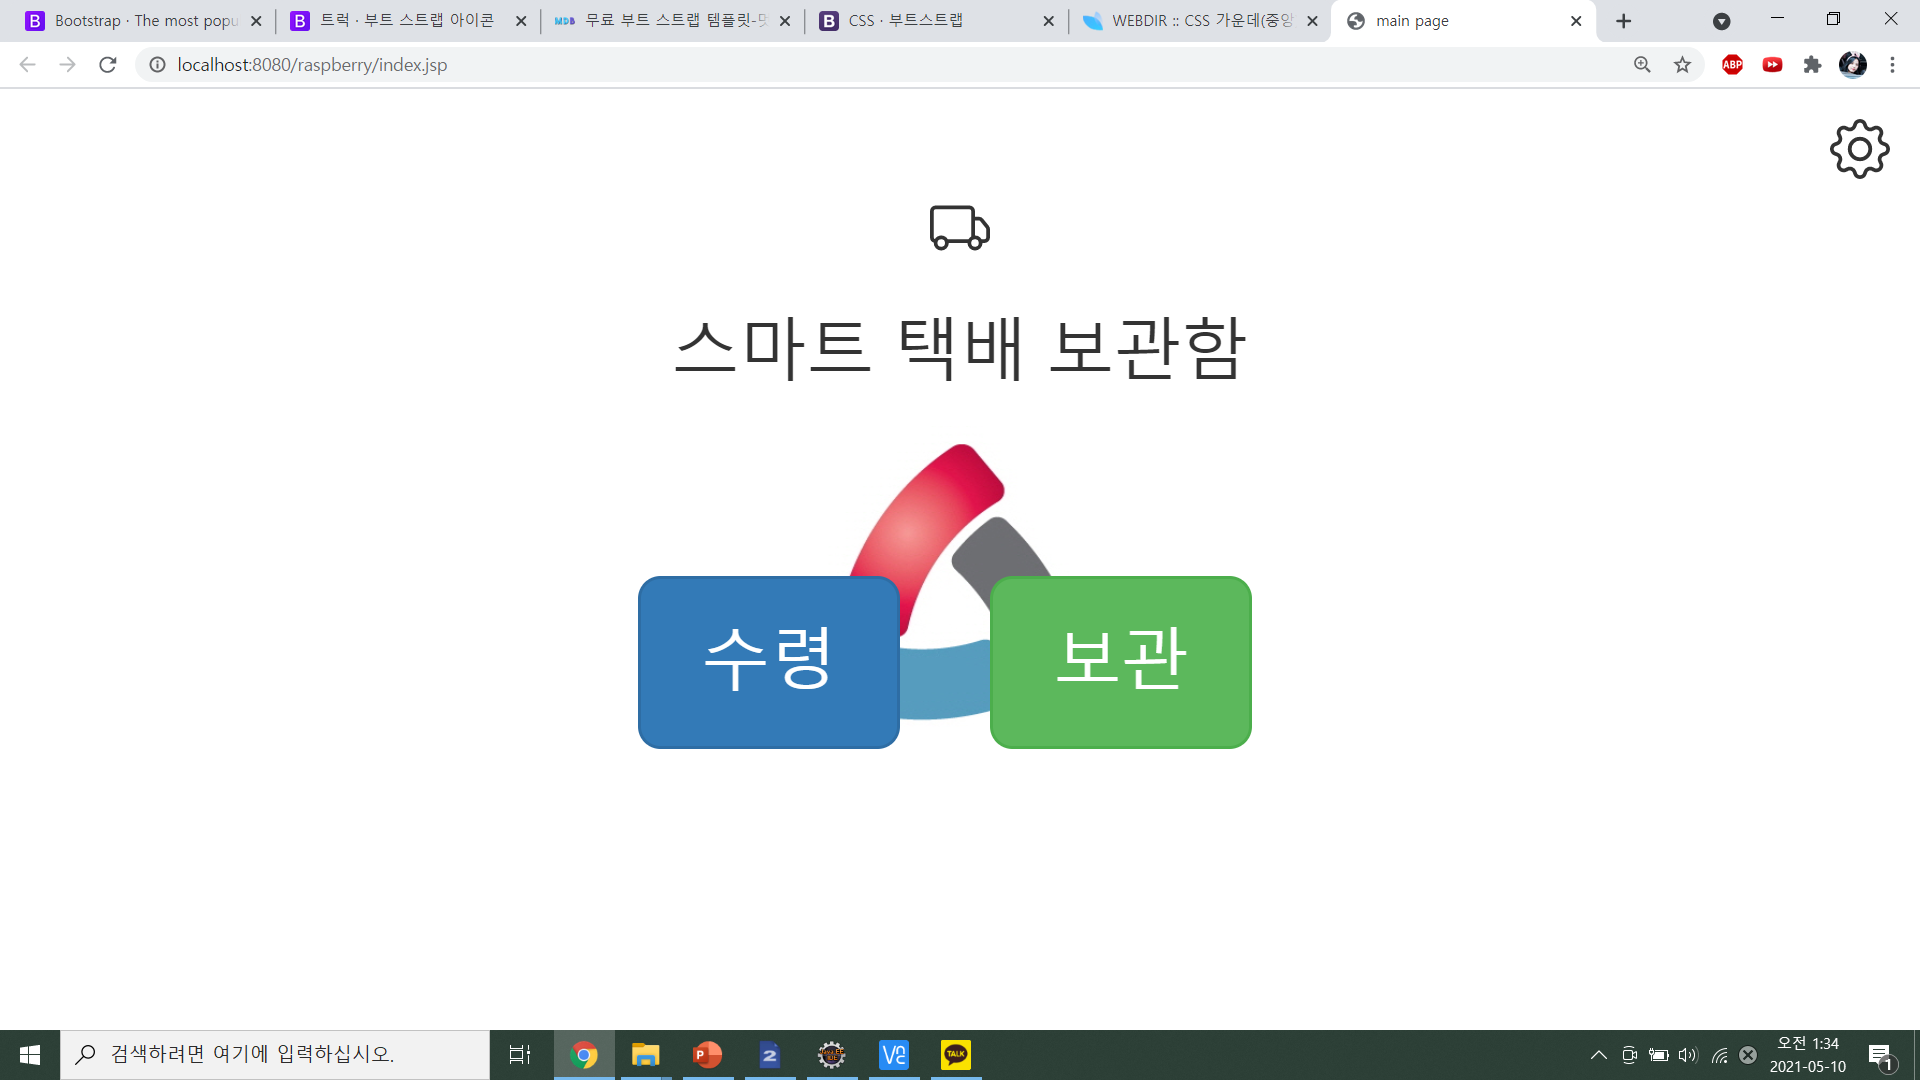 Bootstrap · The most popu
트럭 · 부트 스트랩 아이콘
무료 부트 스트랩 템플릿-멋
CSS · 부트스트랩
WEBDIR :: CSS 가운데(중앙
main page
localhost:8080/raspberry/index.jsp
ABP
스마트 택배 보관함
수령
보관
검색하려면 여기에 입력하십시오.
TALK
오전 1:34
2021-05-10
1